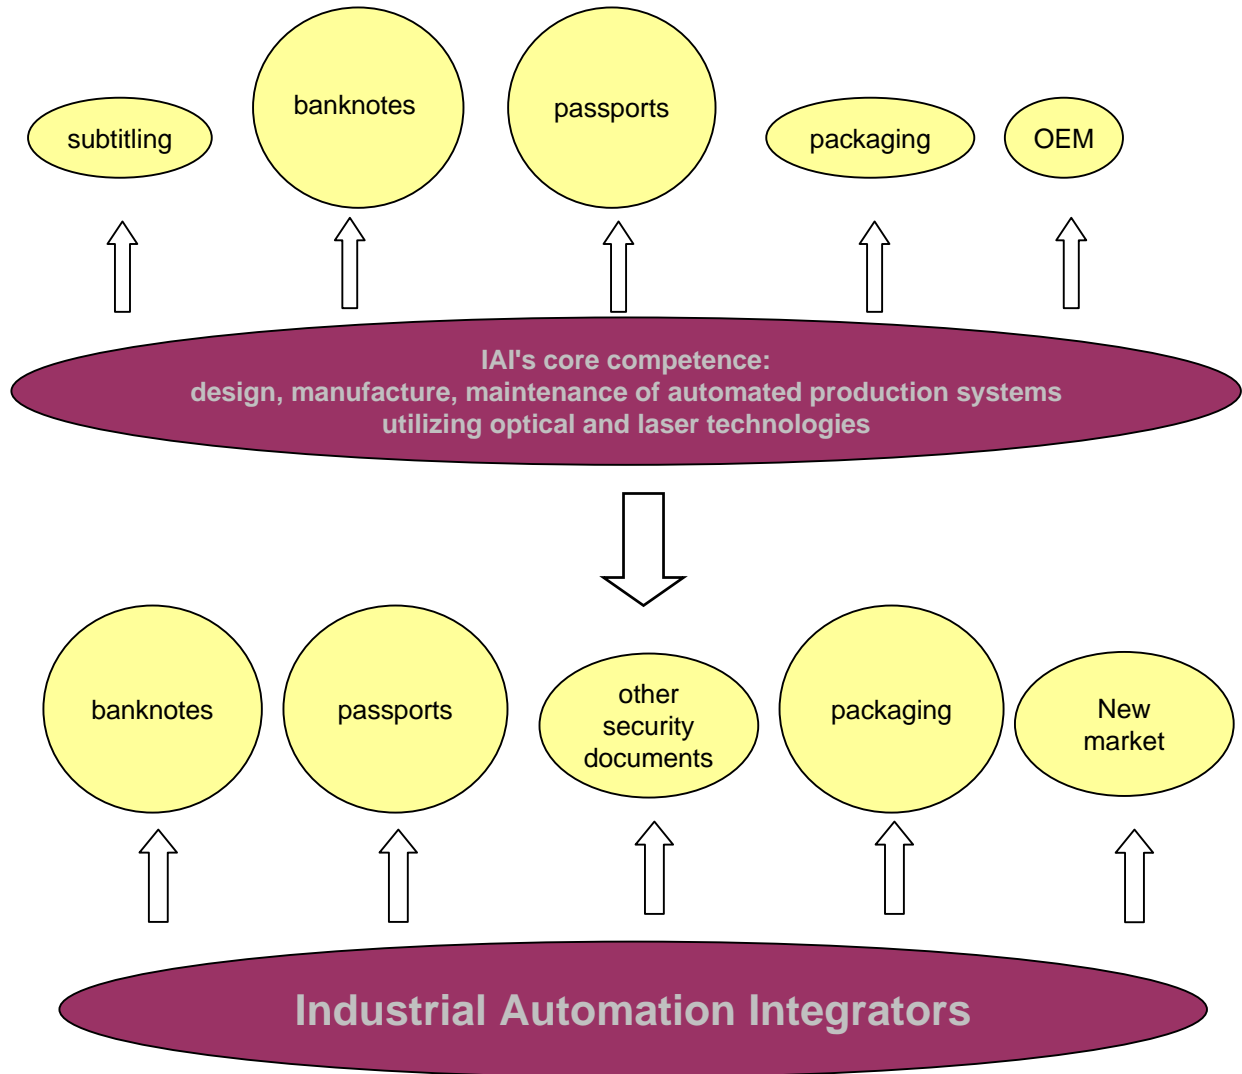 subtitling
banknotes
passports
packaging
OEM
IAI's core competence:
design, manufacture, maintenance of automated production systems
utilizing optical and laser technologies
banknotes
passports
other
security
documents
packaging
New
market
Industrial Automation Integrators